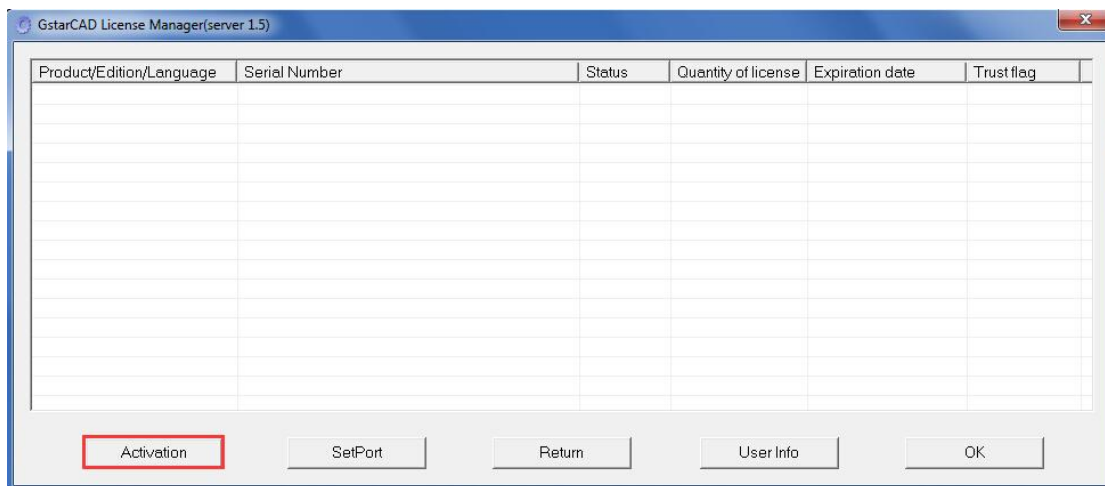 GstarCAD License Manager(server 1.5)
Product/Edition/Language Serial Number Status Quantity of license Expiration date Trust flag
Activation SetPort Return User Info OK